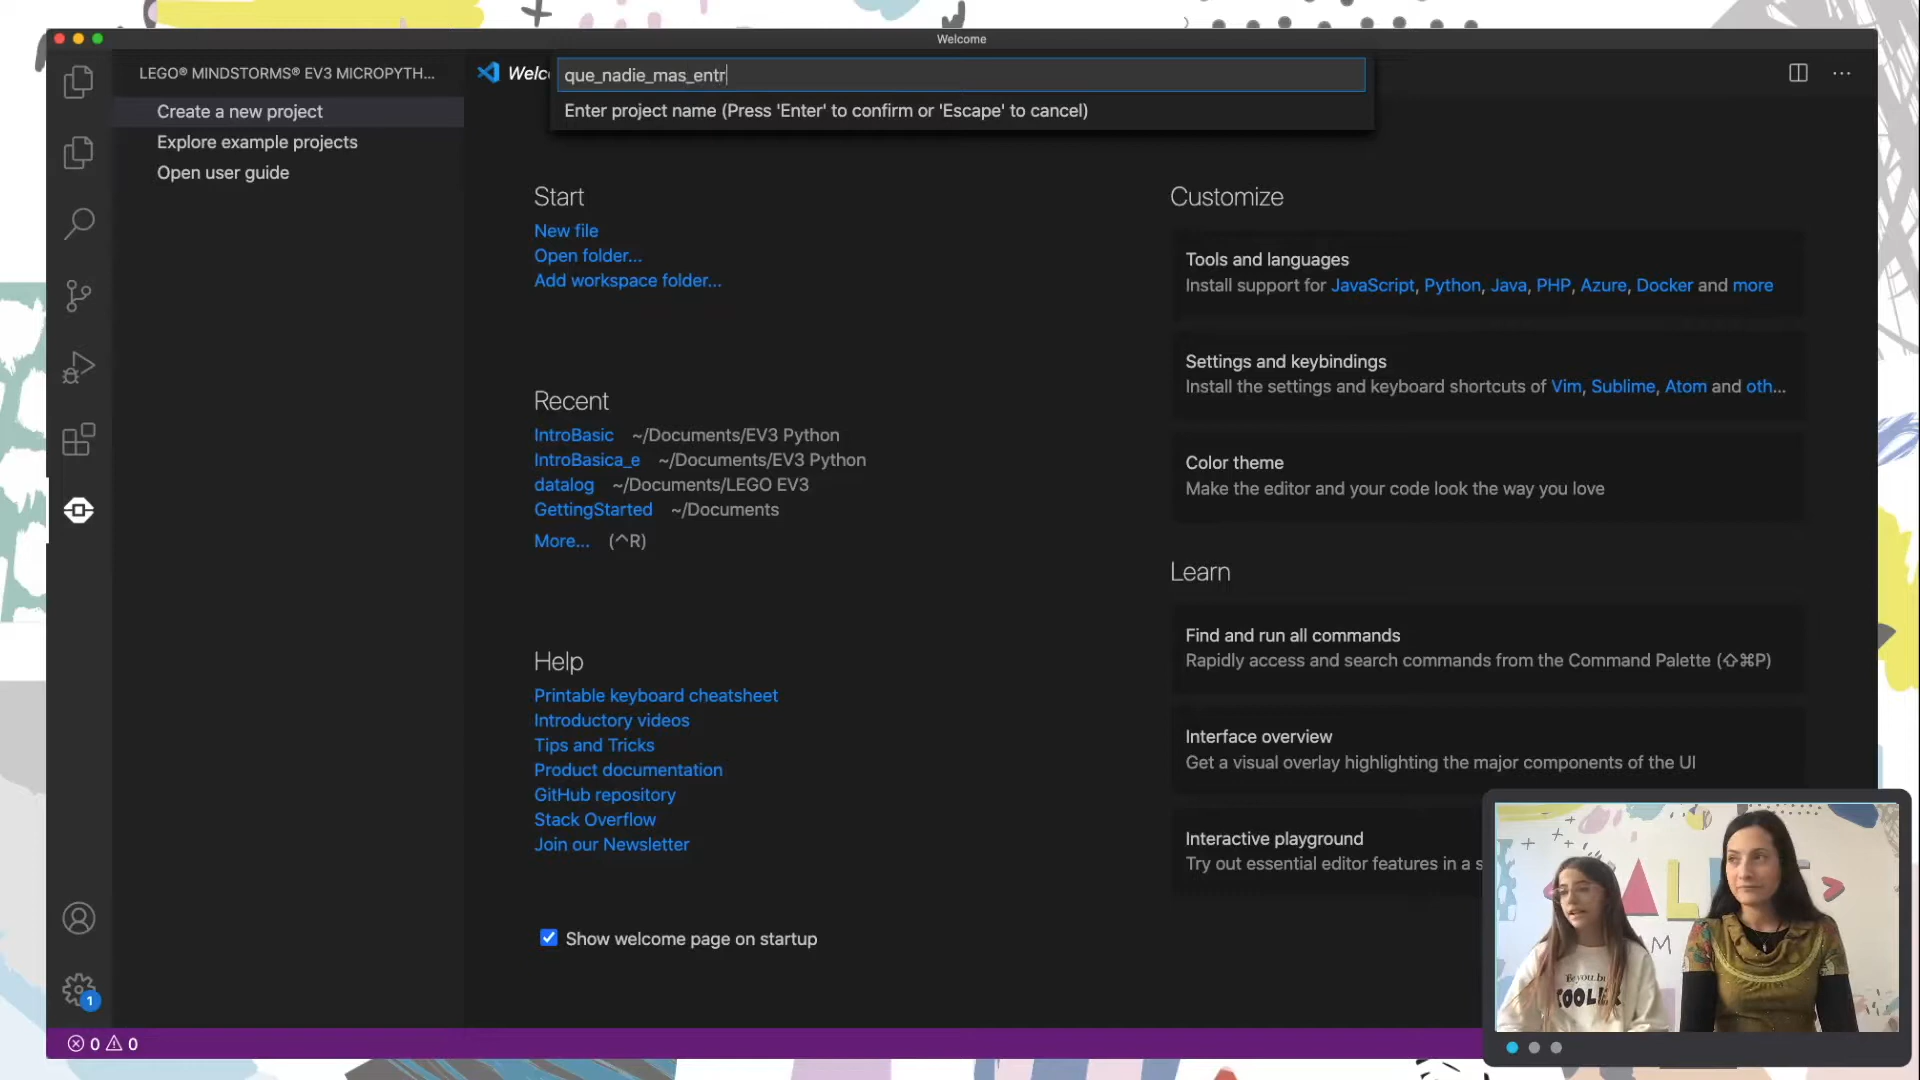 Welcome
LEGO® MINDSTORMS® EV3 MICROPYTH...
Create a new project
Explore example projects
Open user guide
Welc
que_nadie_mas_entr
Enter project name (Press 'Enter' to confirm or 'Escape' to cancel)
Start
New file
Open folder...
Add workspace folder...
Recent
IntroBasic ~/Documents/EV3 Python
IntroBasica_e ~/Documents/EV3 Python
datalog ~/Documents/LEGO EV3
GettingStarted ~/Documents
More... (^R)
Help
Printable keyboard cheatsheet
Introductory videos
Tips and Tricks
Product documentation
GitHub repository
Stack Overflow
Join our Newsletter
Show welcome page on startup
Customize
Tools and languages
Install support for JavaScript, Python, Java, PHP, Azure, Docker and more
Settings and keybindings
Install the settings and keyboard shortcuts of Vim, Sublime, Atom and oth...
Color theme
Make the editor and your code look the way you love
Learn
Find and run all commands
Rapidly access and search commands from the Command Palette (⇧⌘P)
Interface overview
Get a visual overlay highlighting the major components of the UI
Interactive playground
Try out essential editor features in a s
1
0 0